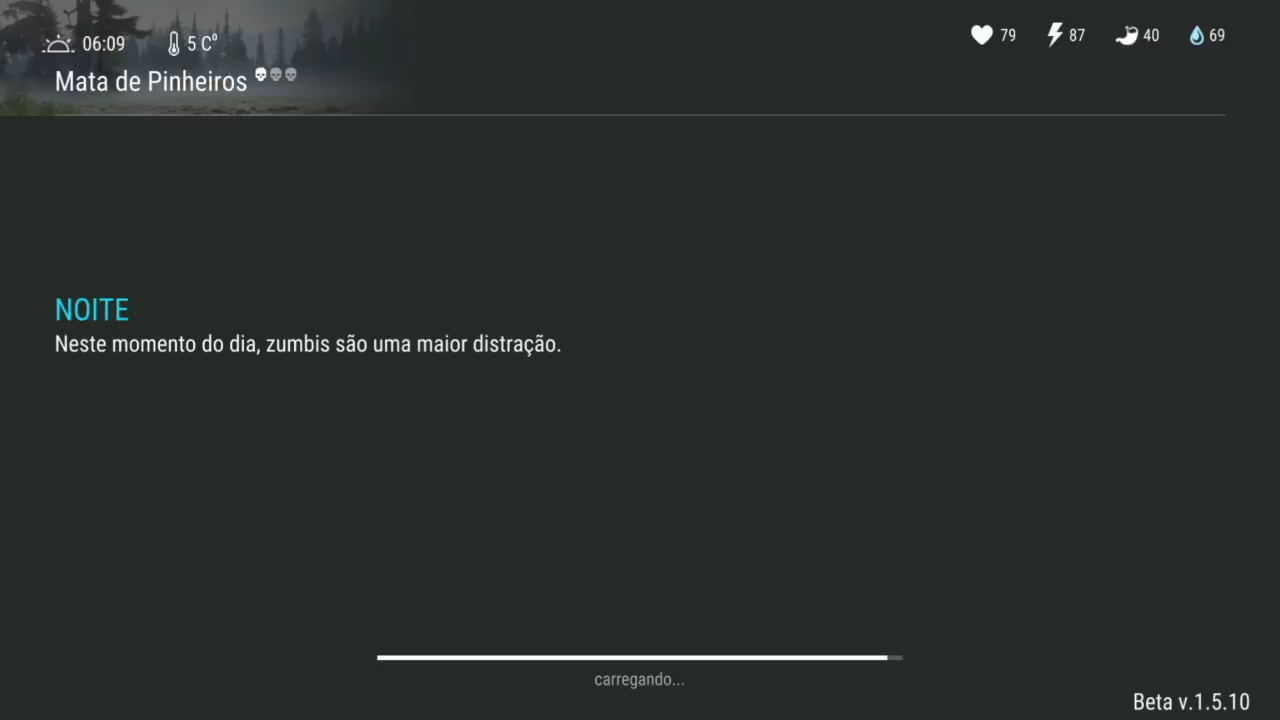 06:09 5 Cº
79 87 40 69
Mata de Pinheiros
NOITE
Neste momento do dia, zumbis são uma maior distração.
carregando...
Beta v.1.5.10